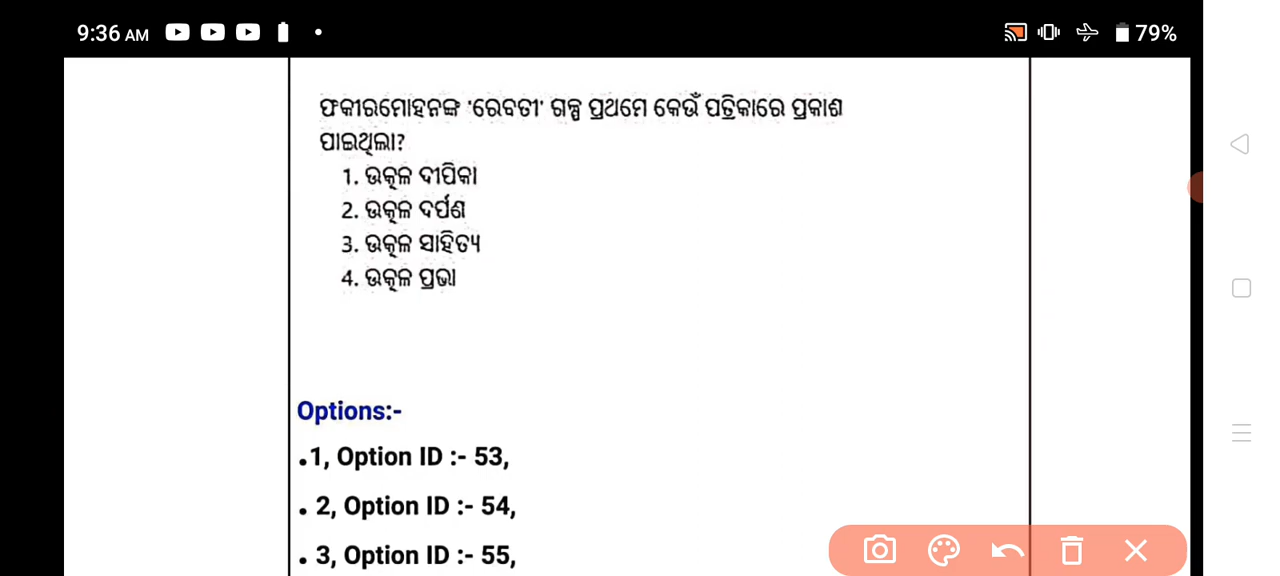 9:36 AM
79%
ଫକୀରମୋହନଙ୍କ 'ରେବତୀ' ଗଳ୍ପ ପ୍ରଥମେ କେଉଁ ପତ୍ରିକାରେ ପ୍ରକାଶ
ପାଇଥିଲା?
1. ଉତ୍କଳ ଦୀପିକା
2. ଉତ୍କଳ ଦର୍ପଣ
3. ଉତ୍କଳ ସାହିତ୍ୟ
4. ଉତ୍କଳ ପ୍ରଭା
Options:-
.1, Option ID :- 53,
. 2, Option ID :- 54,
. 3, Option ID :- 55,